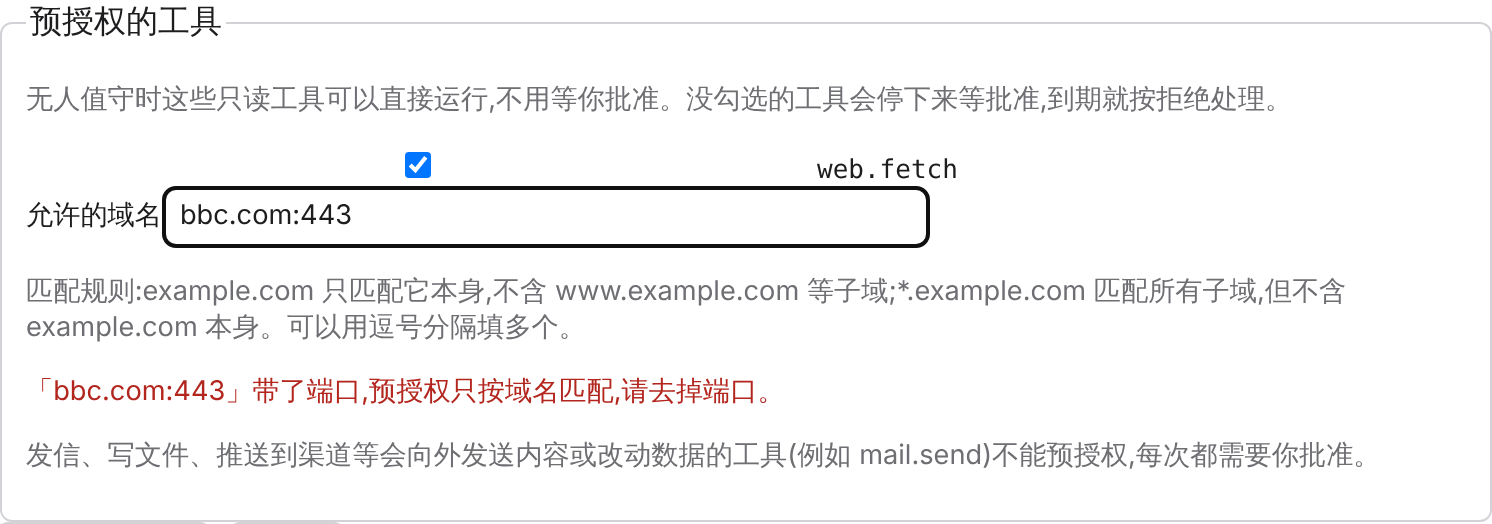 预授权的工具
无人值守时这些只读工具可以直接运行,不用等你批准。没勾选的工具会停下来等批准,到期就按拒绝处理。
web.fetch
允许的域名 bbc.com:443
匹配规则:example.com 只匹配它本身,不含 www.example.com 等子域;*.example.com 匹配所有子域,但不含
example.com 本身。可以用逗号分隔填多个。
「bbc.com:443」带了端口,预授权只按域名匹配,请去掉端口。
发信、写文件、推送到渠道等会向外发送内容或改动数据的工具(例如 mail.send)不能预授权,每次都需要你批准。